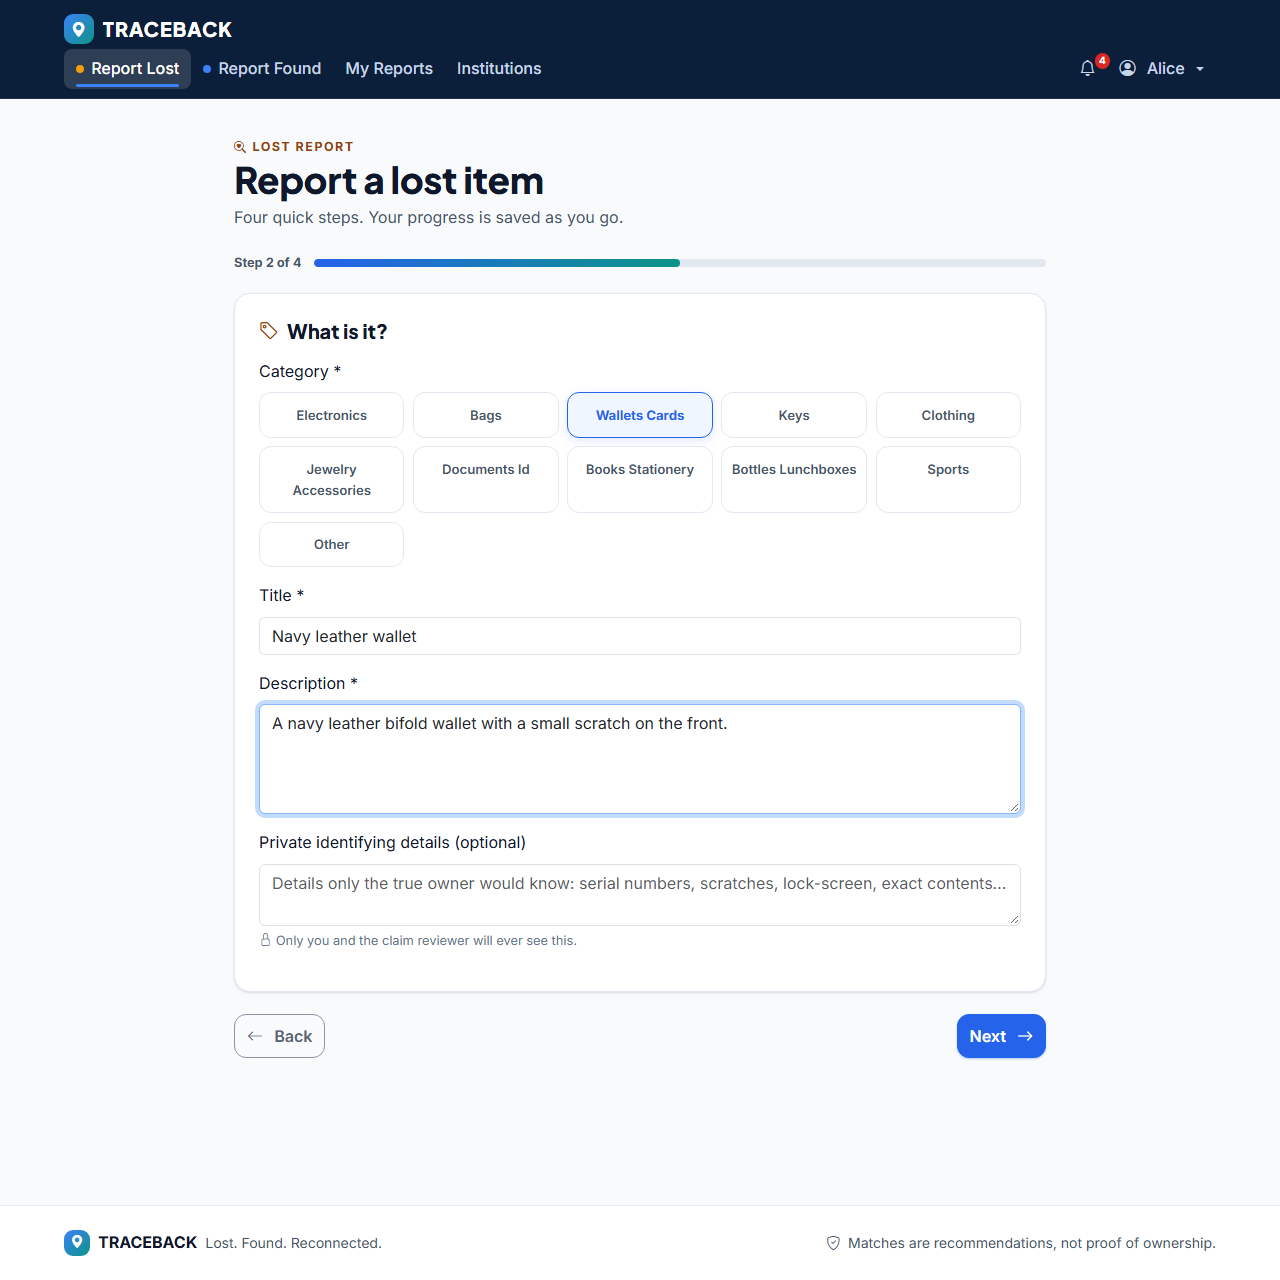 TRACEBACK
Report Lost
Report Found
My Reports
Institutions
4
Alice
LOST REPORT
Report a lost item
Four quick steps. Your progress is saved as you go.
Step 2 of 4
What is it?
Category *
Electronics
Bags
Wallets Cards
Keys
Clothing
Jewelry
Accessories
Documents Id
Books Stationery
Bottles Lunchboxes
Sports
Other
Title *
Navy leather wallet
Description *
A navy leather bifold wallet with a small scratch on the front.
Private identifying details (optional)
Details only the true owner would know: serial numbers, scratches, lock-screen, exact contents...
Only you and the claim reviewer will ever see this.
Back
Next
TRACEBACK Lost. Found. Reconnected.
Matches are recommendations, not proof of ownership.